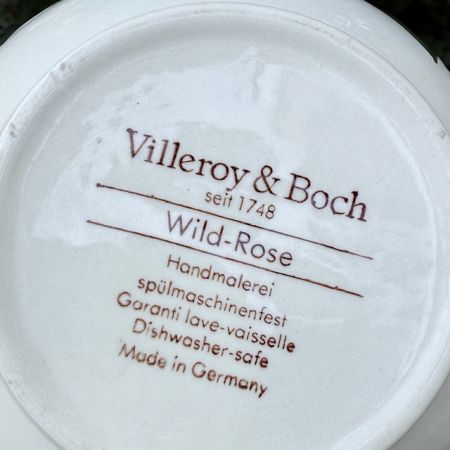 Villeroy & Boch
seit 1748
Wild-Rose
Handmalerei
spülmaschinenfest
Garanti lave-vaisselle
Dishwasher-safe
Made in Germany